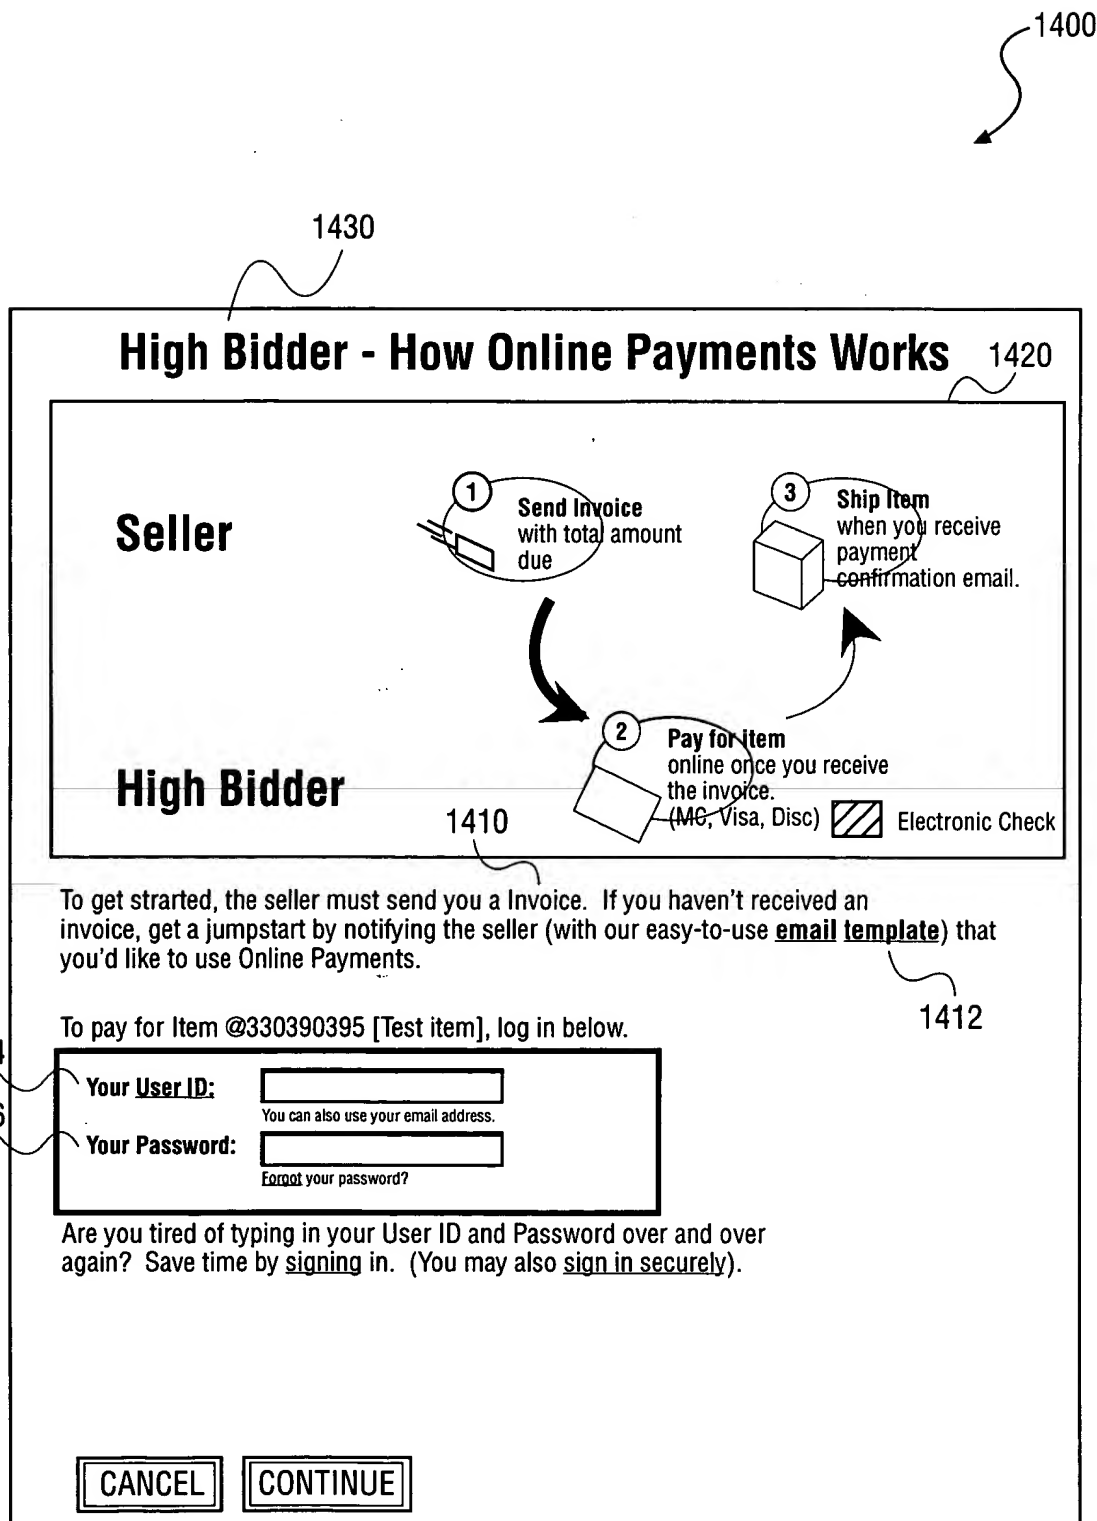 1400
1430
High Bidder - How Online Payments Works
1420
Seller
1
Send Invoice
with total amount
due
3
Ship Item
when you receive
payment
confirmation email.
High Bidder
2
Pay for item
online once you receive
the invoice.
(MC, Visa, Disc)
Electronic Check
1410
To get strarted, the seller must send you a Invoice. If you haven't received an
invoice, get a jumpstart by notifying the seller (with our easy-to-use email template) that
you'd like to use Online Payments.
1412
To pay for Item @330390395 [Test item], log in below.
4
Your User ID:
You can also use your email address.
6
Your Password:
Forgot your password?
Are you tired of typing in your User ID and Password over and over
again? Save time by signing in. (You may also sign in securely).
CANCEL
CONTINUE